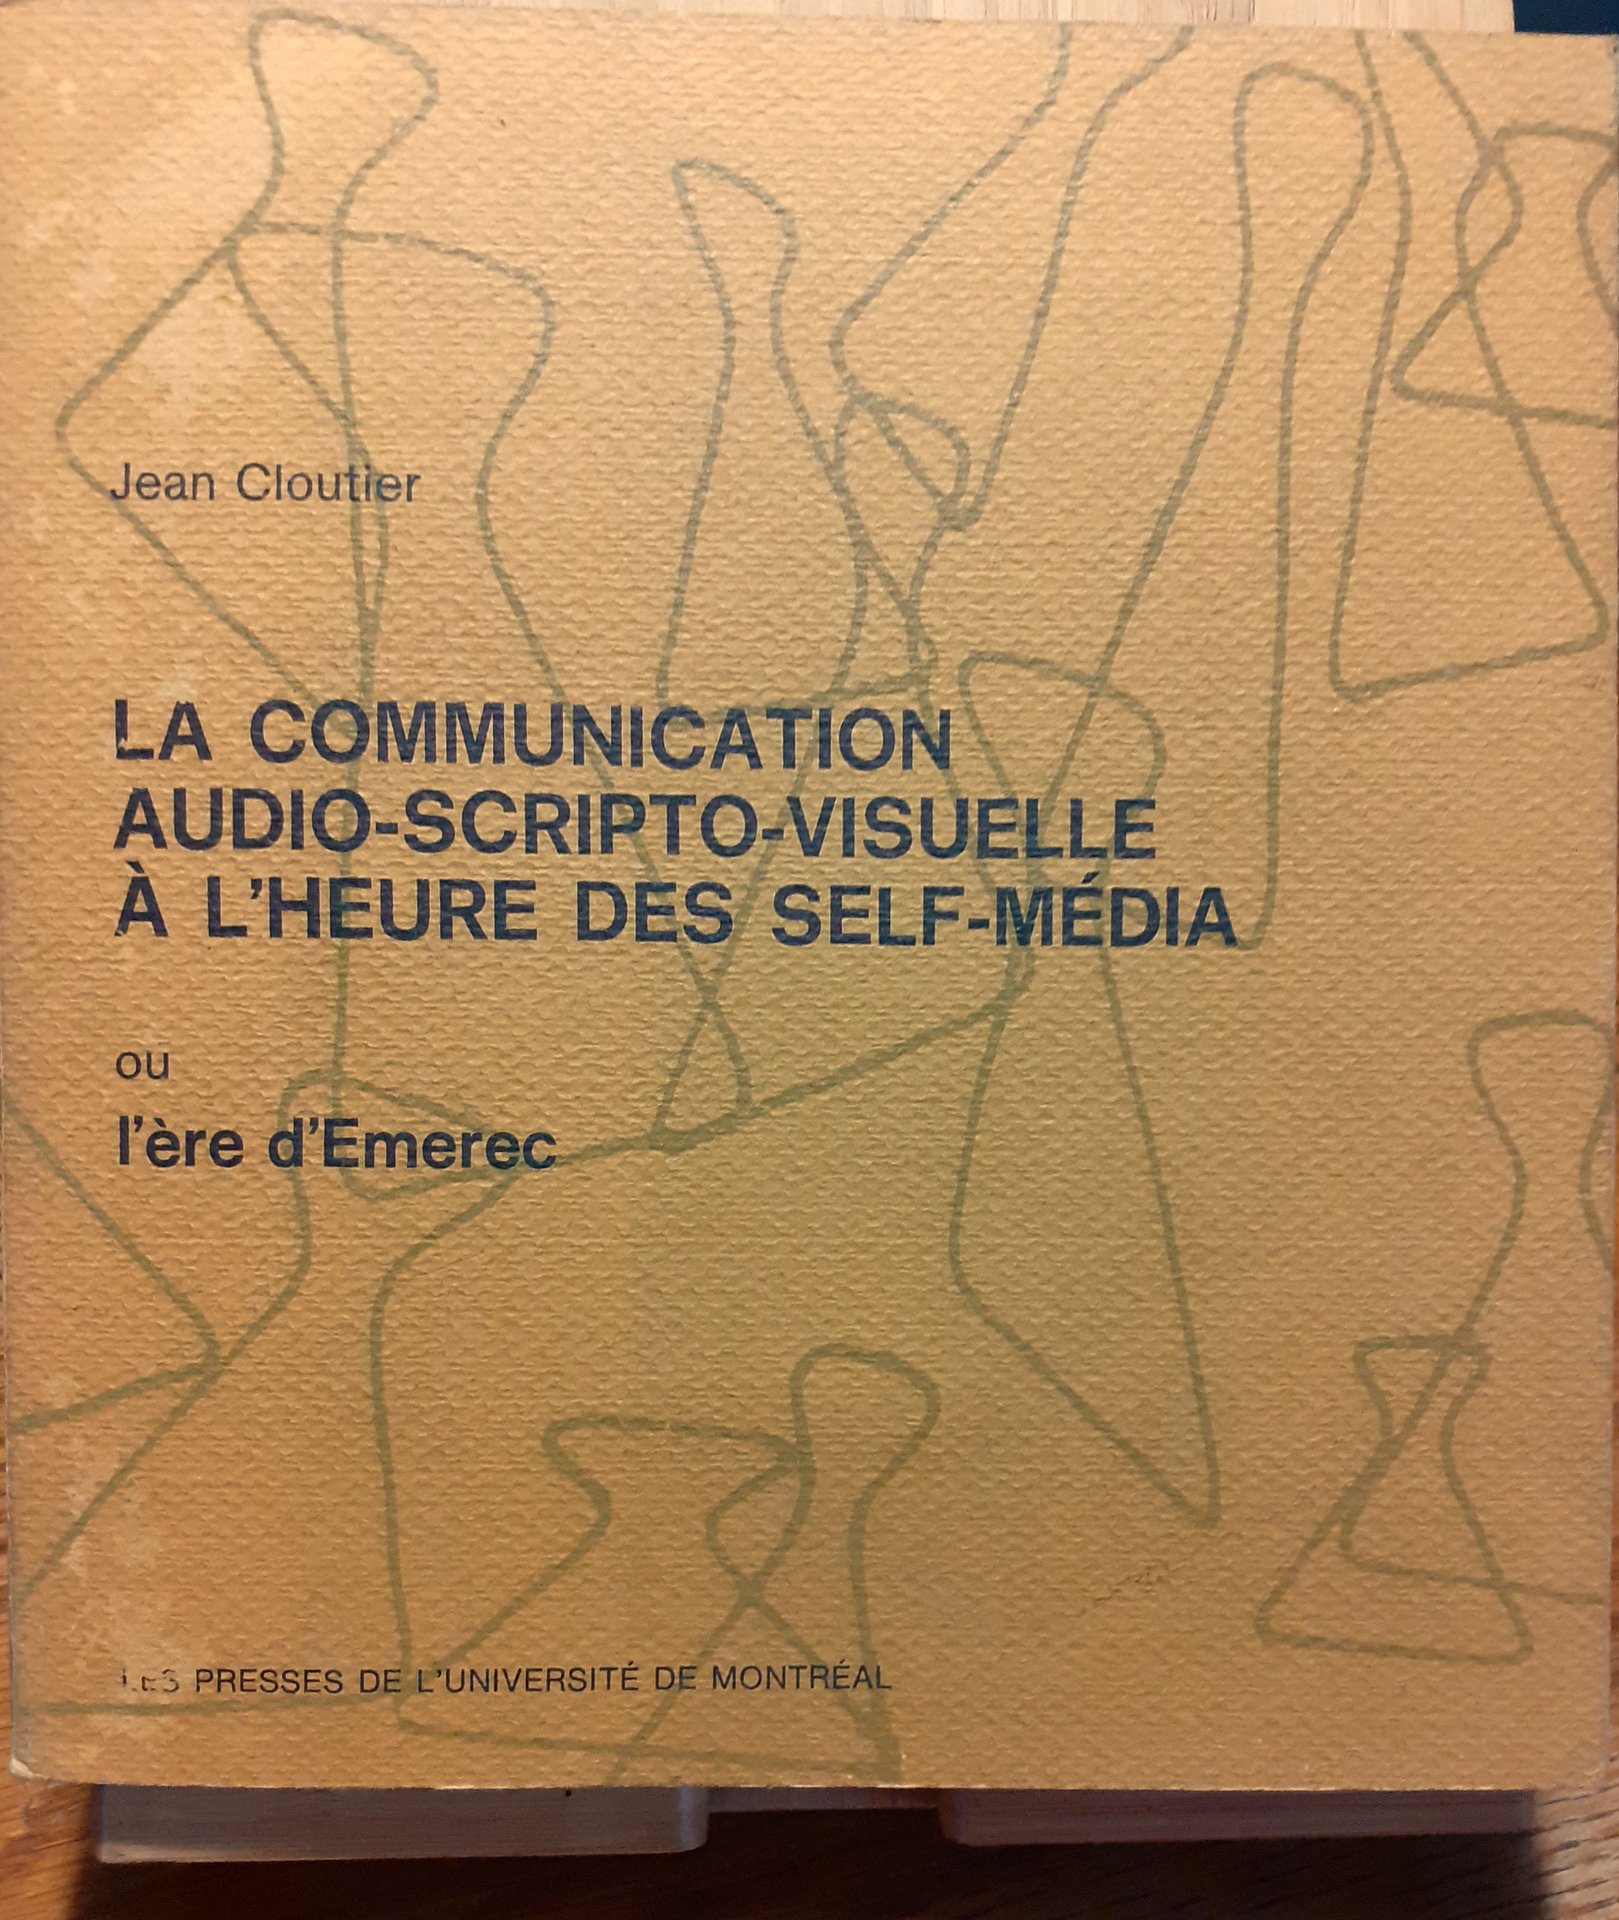 Jean Cloutier
LA COMMUNICATION
AUDIO-SCRIPTO-VISUELLE
À L'HEURE DES SELF-MÉDIA
ou
l'ère d'Emerec
LES PRESSES DE L'UNIVERSITÉ DE MONTRÉAL